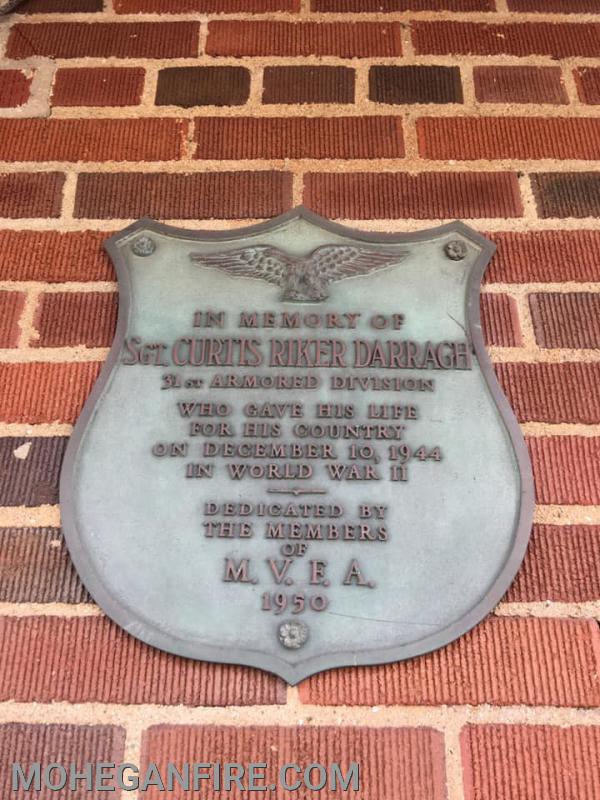 IN MEMORY OF
SGT. CURTIS RIKER DARRAGH
31ST ARMORED DIVISION
WHO GAVE HIS LIFE
FOR HIS COUNTRY
ON DECEMBER 10, 1944
IN WORLD WAR II
DEDICATED BY
THE MEMBERS
OF
M. V. F. A.
1950
MOHEGANFIRE.COM